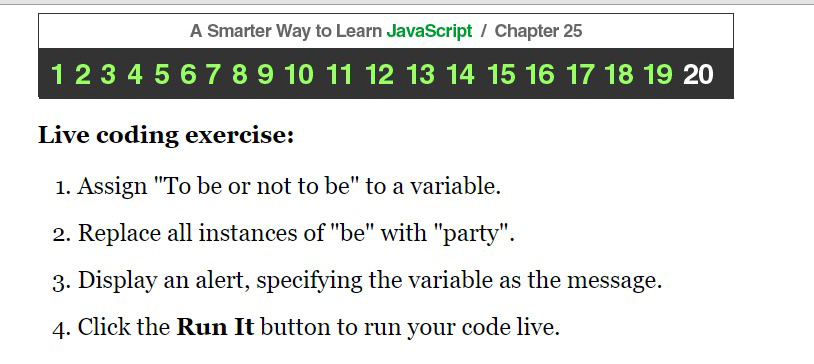 A Smarter Way to Learn JavaScript / Chapter 25
1 2 3 4 5 6 7 8 9 10 11 12 13 14 15 16 17 18 19 20
Live coding exercise:
1. Assign "To be or not to be" to a variable.
2. Replace all instances of "be" with "party".
3. Display an alert, specifying the variable as the message.
4. Click the Run It button to run your code live.